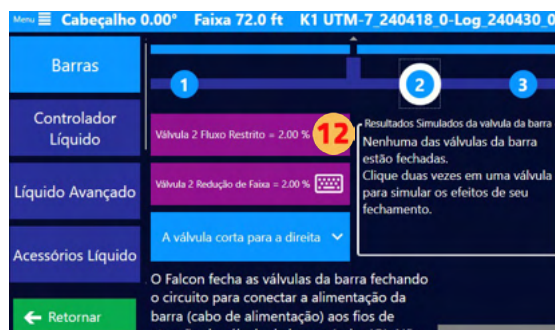 Menu Cabeçalho 0.00° Faixa 72.0 ft K1 UTM-7_240418_0-Log_240430_0
Barras
1 2 3
Controlador
Líquido
Válvula 2 Fluxo Restrito = 2.00 % 12
Resultados Simulados da valvula da barra
Nenhuma das válvulas da barra
estão fechadas.
Clique duas vezes em uma válvula
para simular os efeitos de seu
fechamento.
Líquido Avançado
Válvula 2 Redução de Faixa = 2.00 %
A válvula corta para a direita
Acessórios Líquido
O Falcon fecha as válvulas da barra fechando
o circuito para conectar a alimentação da
barra (cabo de alimentação) aos fios de
Retornar